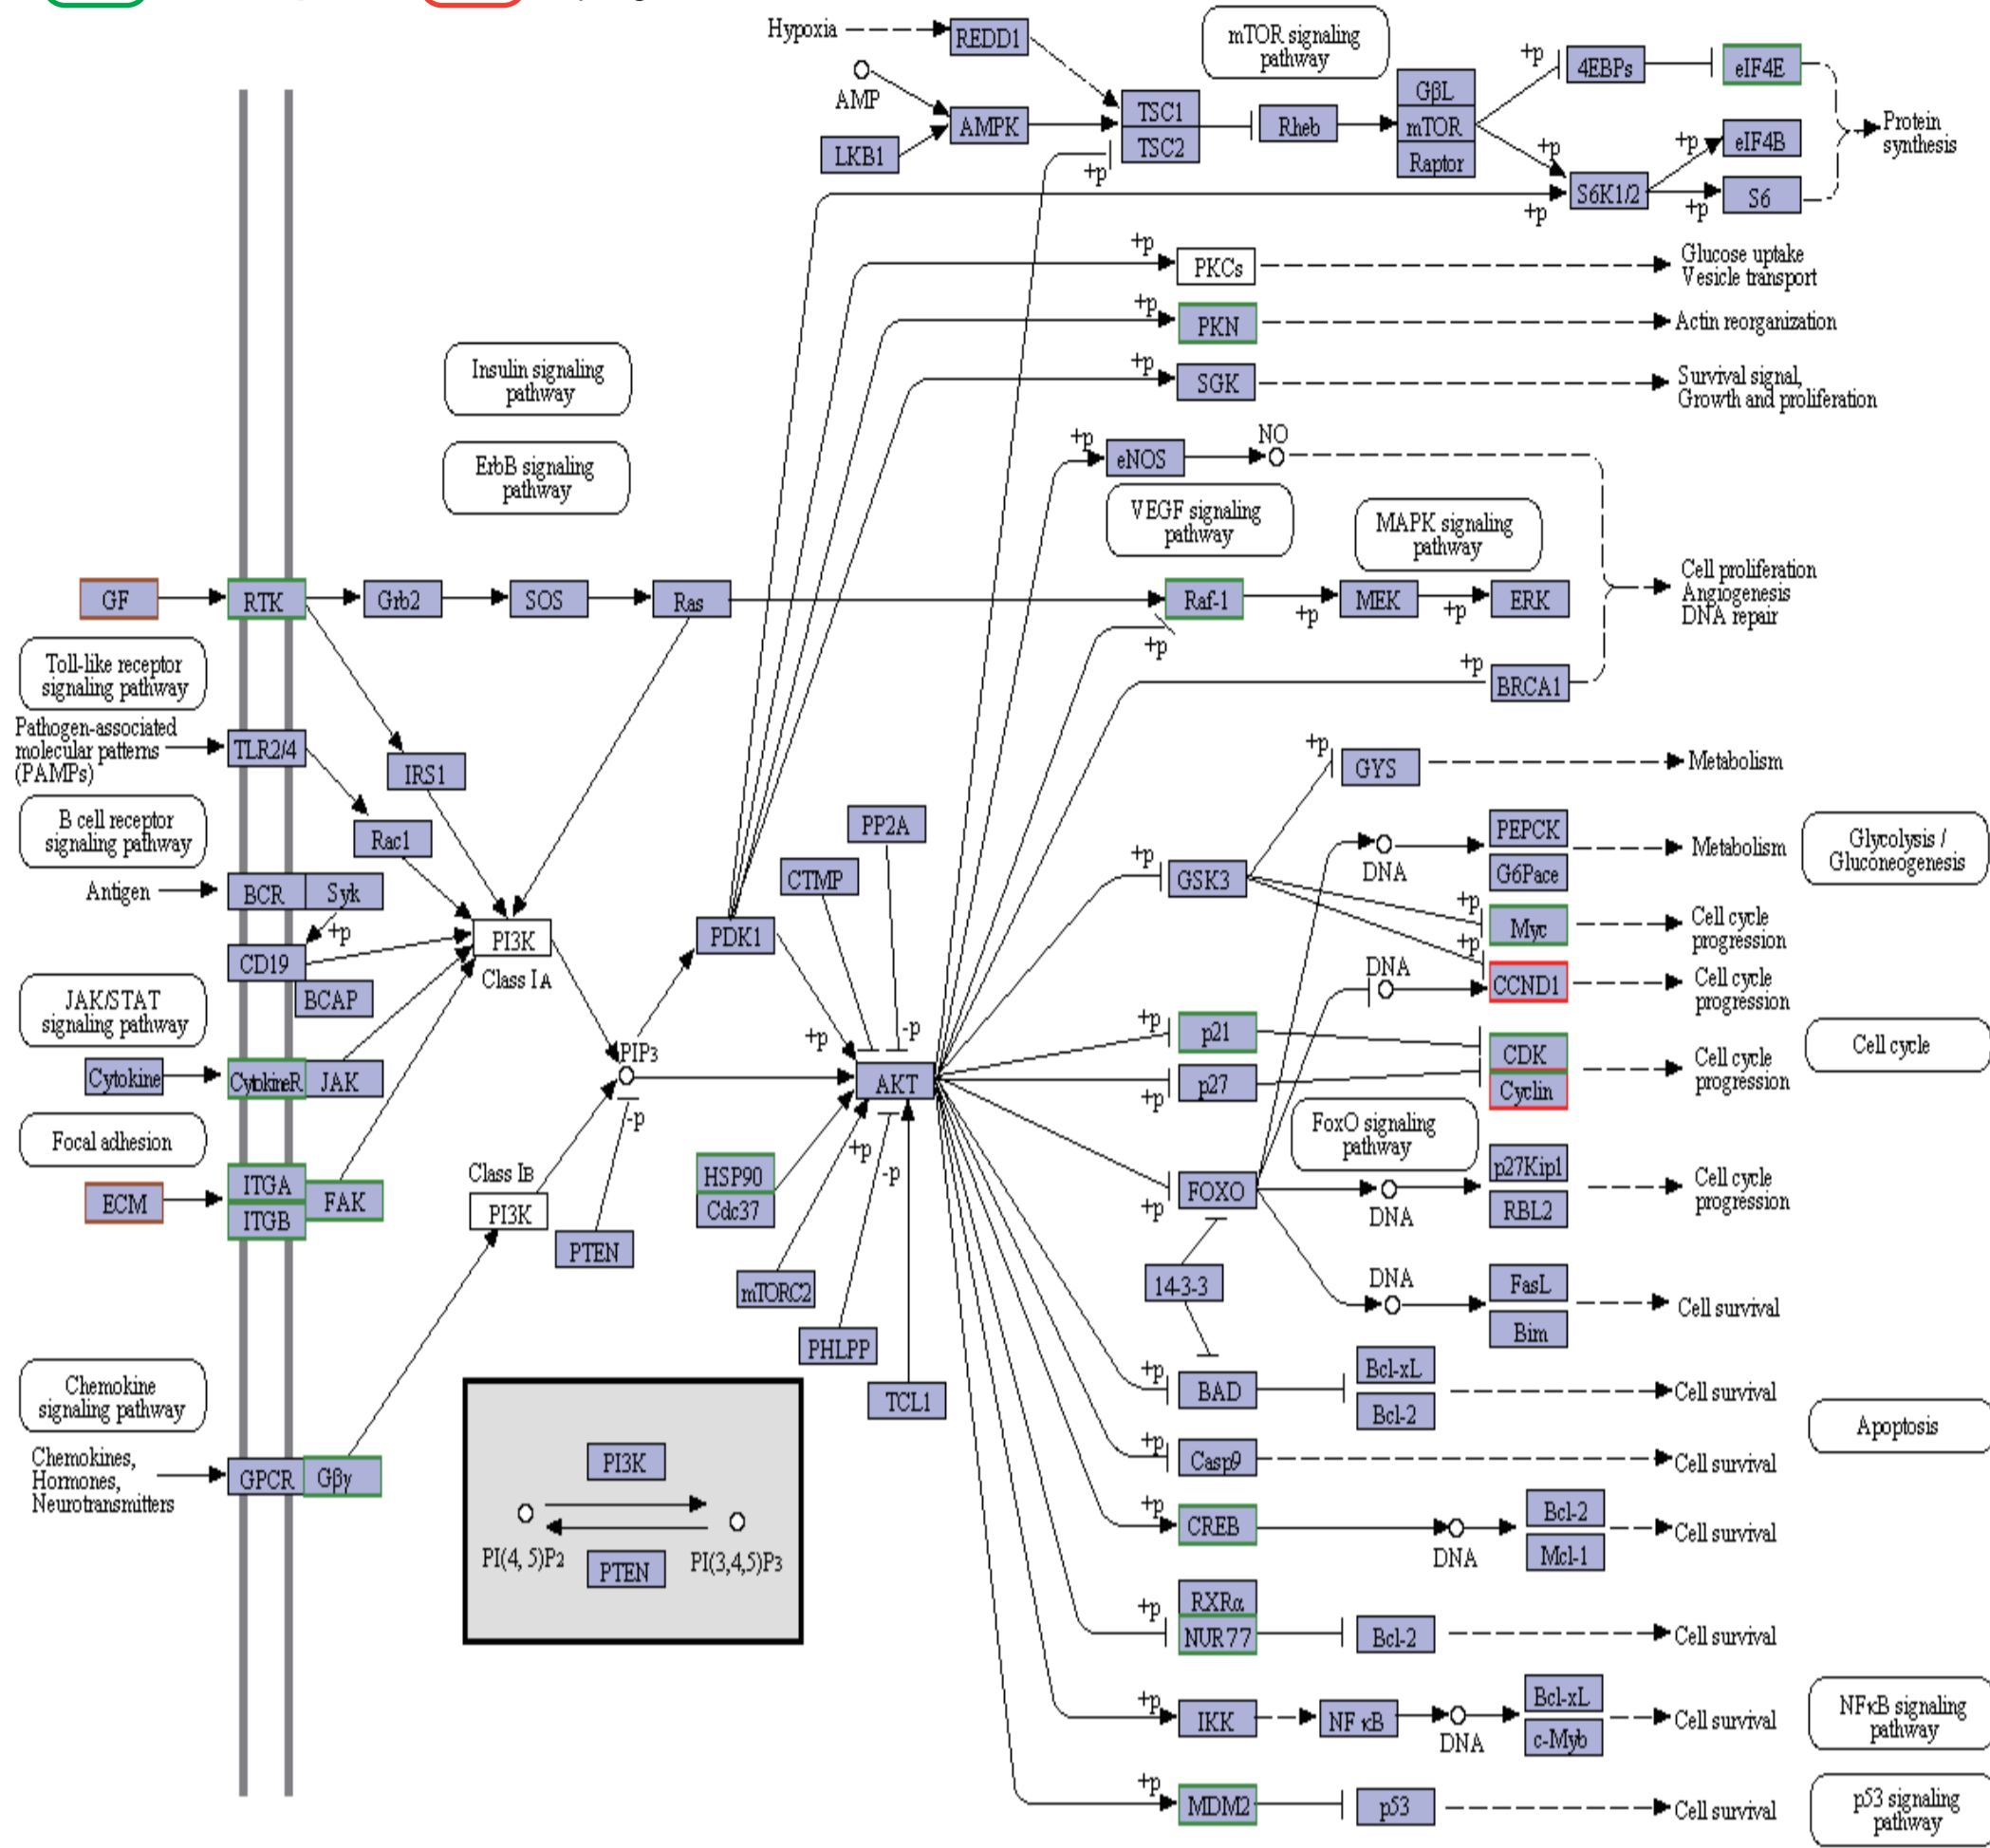 Hypoxia
REDD1
mTOR signaling
pathway
AMP
AMPK
LKB1
TSC1
TSC2
+p
Rheb
GβL
mTOR
Raptor
+p
4EBPs
eIF4E
+p
S6K1/2
+p
+p
eIF4B
+p
S6
Protein
synthesis
+p
PKCs
Glucose uptake
Vesicle transport
+p
PKN
Actin reorganization
+p
SGK
Survival signal,
Growth and proliferation
Insulin signaling
pathway
ErbB signaling
pathway
+p
eNOS
NO
VEGF signaling
pathway
MAPK signaling
pathway
GF
RTK
Grb2
SOS
Ras
Raf-1
+p
+p
MEK
+p
ERK
Cell proliferation
Angiogenesis
DNA repair
+p
BRCA1
Toll-like receptor
signaling pathway
Pathogen-associated
molecular patterns
(PAMPs)
TLR2/4
IRS1
Rac1
B cell receptor
signaling pathway
Antigen
BCR
Syk
+p
CD19
BCAP
PI3K
Class IA
PDK1
CTMP
PP2A
+p
-p
+p
GYS
Metabolism
+p
GSK3
DNA
PEPCK
G6Pace
Metabolism
Glycolysis /
Gluconeogenesis
+p
Myc
Cell cycle
progression
+p
DNA
CCND1
Cell cycle
progression
JAK/STAT
signaling pathway
Cytokine
CytokineR
JAK
PIP3
-p
AKT
+p
p21
+p
p27
CDK
Cyclin
Cell cycle
progression
Cell cycle
Focal adhesion
ECM
ITGA
ITGB
FAK
Class IB
PI3K
PTEN
HSP90
Cdc37
+p
-p
mTORC2
PHLPP
TCL1
FoxO signaling
pathway
+p
FOXO
DNA
p27Kip1
RBL2
Cell cycle
progression
14-3-3
DNA
FasL
Bim
Cell survival
+p
BAD
Bcl-xL
Bcl-2
Cell survival
Apoptosis
Chemokine
signaling pathway
Chemokines,
Hormones,
Neurotransmitters
GPCR
Gβγ
PI3K
PI(4, 5)P2
PTEN
PI(3,4,5)P3
+p
Casp9
Cell survival
+p
CREB
DNA
Bcl-2
Mcl-1
Cell survival
+p
RXRα
NUR77
Bcl-2
Cell survival
+p
IKK
NFκB
DNA
Bcl-xL
c-Myb
Cell survival
NFκB signaling
pathway
+p
MDM2
p53
Cell survival
p53 signaling
pathway